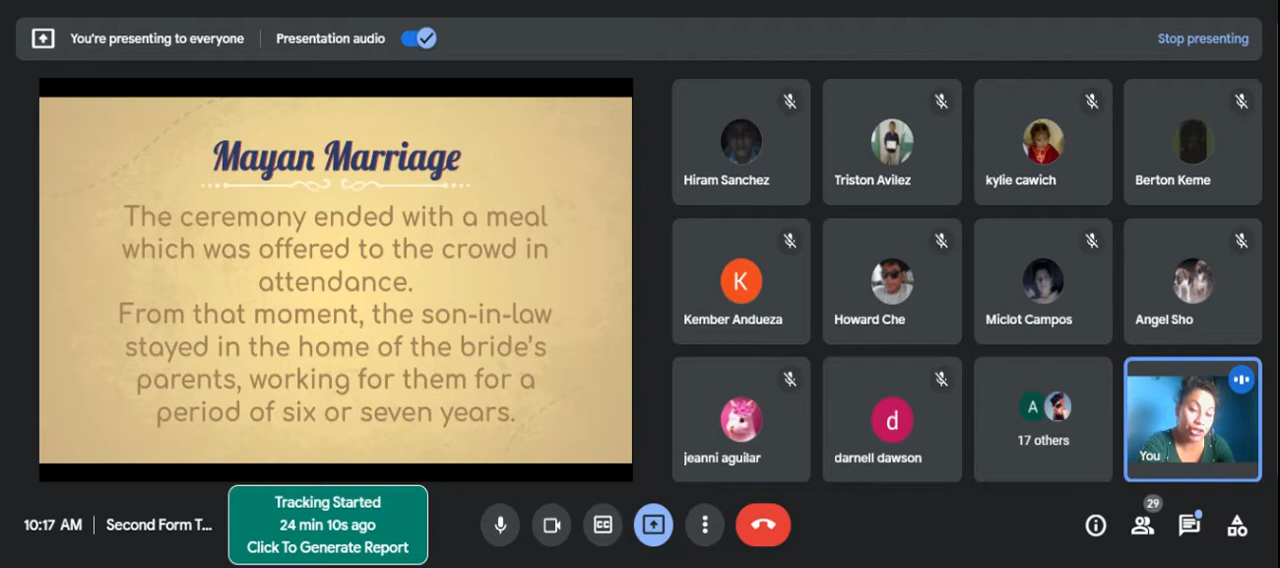 You're presenting to everyone
Presentation audio
Stop presenting
Mayan Marriage
The ceremony ended with a meal
which was offered to the crowd in
attendance.
From that moment, the son-in-law
stayed in the home of the bride's
parents, working for them for a
period of six or seven years.
Hiram Sanchez
Triston Avilez
kylie cawich
Berton Keme
K
Kember Andueza
Howard Che
Miclot Campos
Angel Sho
jeanni aguilar
d
darnell dawson
A
17 others
You
10:17 AM
Second Form T...
Tracking Started
24 min 10s ago
Click To Generate Report
CC
29